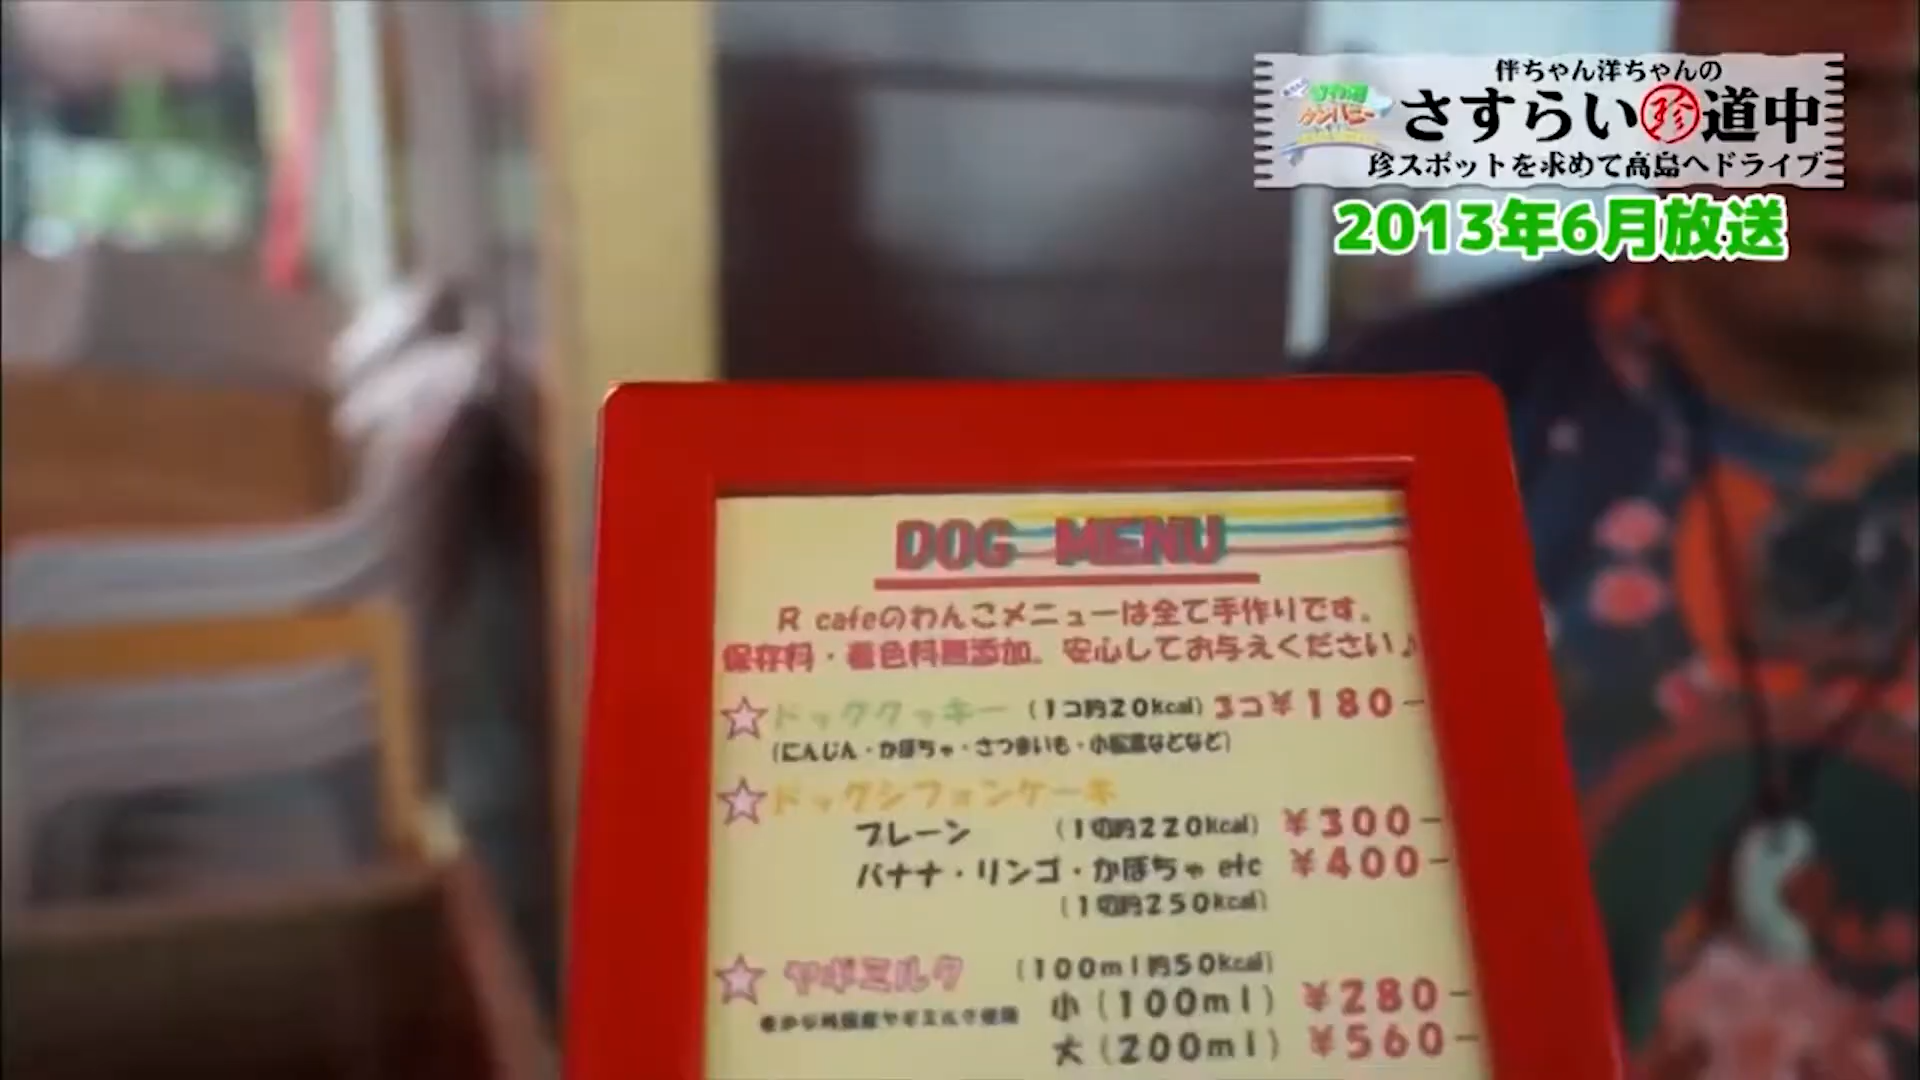 伴ちゃん洋ちゃんの
さすらい珍道中
珍スポットを求めて高島へドライブ
2013年6月放送
DOG MENU
R cafeのわんこメニューは全て手作りです。
保存料・着色料無添加。安心してお与えください♪
☆ドッグクッキー (1コ約20kcal) 3コ¥180-
(にんじん・かぼちゃ・さつまいも・小松菜などなど)
☆ドッグシフォンケーキ
プレーン (1切約220kcal) ¥300-
バナナ・リンゴ・かぼちゃ etc ¥400-
(1切約250kcal)
☆ヤギミルク (100ml約50kcal)
小(100ml) ¥280-
大(200ml) ¥560-